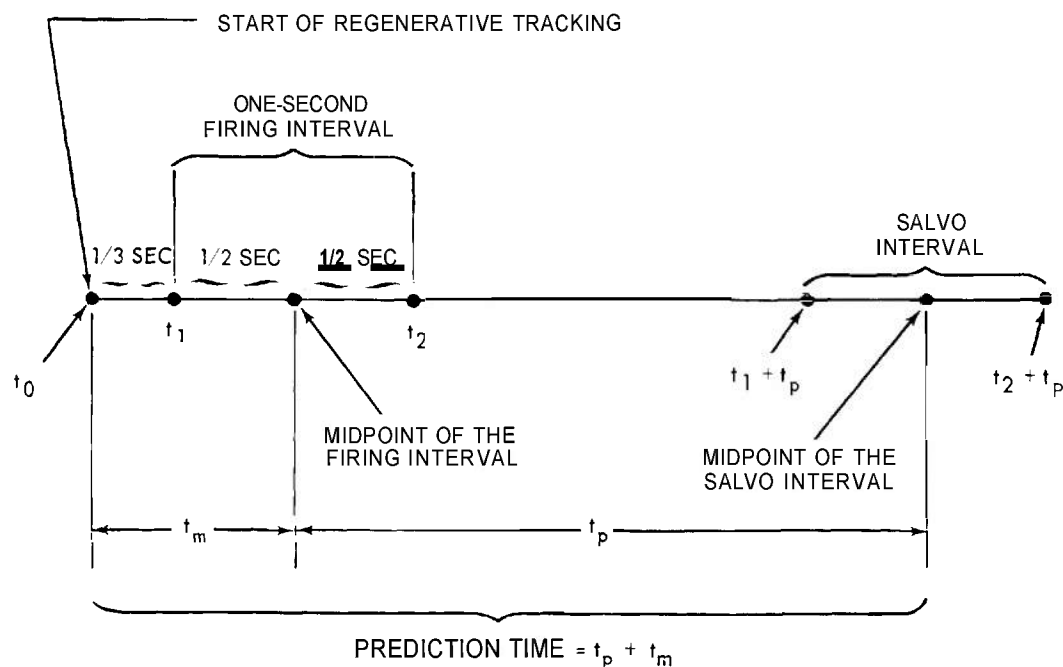 START OF REGENERATIVE TRACKING
ONE-SECOND
FIRING INTERVAL
SALVO
INTERVAL
1/3 SEC
1/2 SEC
1/2 SEC
t1
t2
t0
t1 + tp
t2 + tp
MIDPOINT OF THE
FIRING INTERVAL
MIDPOINT OF THE
SALVO INTERVAL
tm
tp
PREDICTION TIME = tp + tm